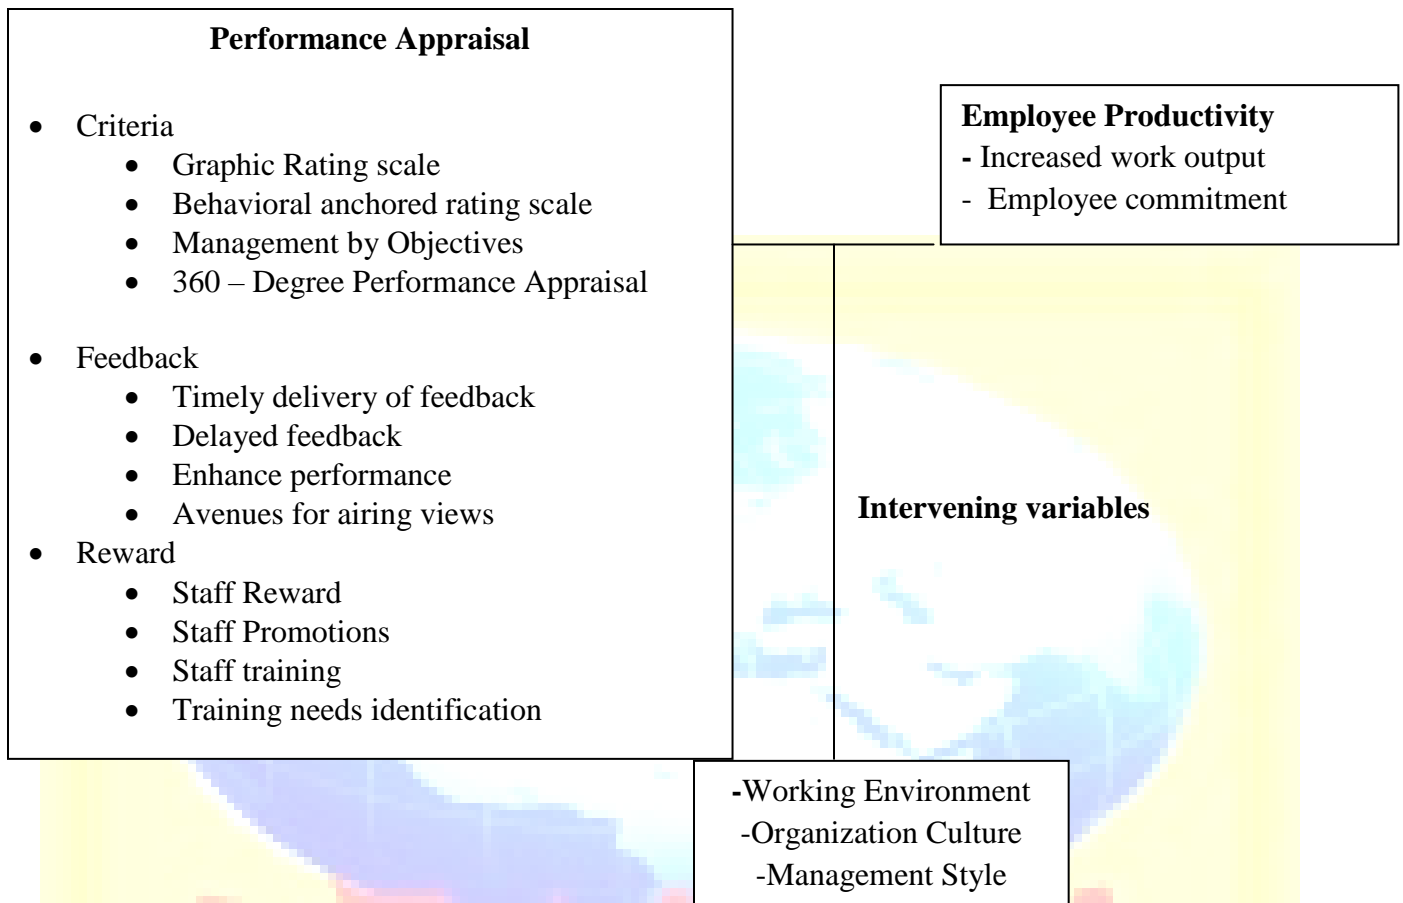 Performance Appraisal
• Criteria
• Graphic Rating scale
• Behavioral anchored rating scale
• Management by Objectives
• 360 – Degree Performance Appraisal
• Feedback
• Timely delivery of feedback
• Delayed feedback
• Enhance performance
• Avenues for airing views
• Reward
• Staff Reward
• Staff Promotions
• Staff training
• Training needs identification
Employee Productivity
- Increased work output
- Employee commitment
Intervening variables
-Working Environment
-Organization Culture
-Management Style